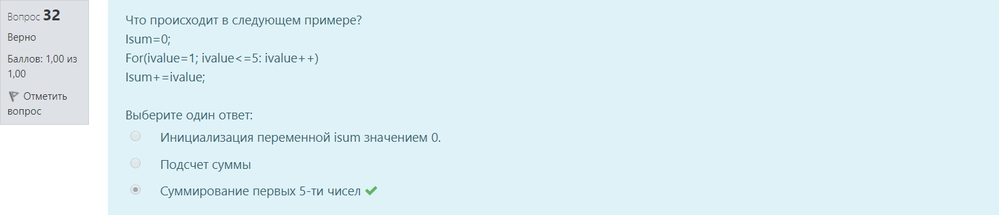 Вопрос 32
Верно
Баллов: 1,00 из
1,00
Отметить
вопрос
Что происходит в следующем примере?
Isum=0;
For(ivalue=1; ivalue<=5: ivalue++)
Isum+=ivalue;
Выберите один ответ:
Инициализация переменной isum значением 0.
Подсчет суммы
Суммирование первых 5-ти чисел